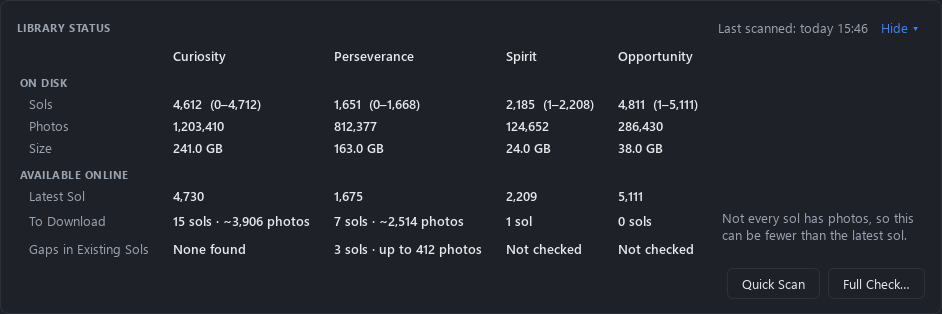 LIBRARY STATUS Last scanned: today 15:46 Hide ▾
Curiosity Perseverance Spirit Opportunity
ON DISK
Sols 4,612 (0–4,712) 1,651 (0–1,668) 2,185 (1–2,208) 4,811 (1–5,111)
Photos 1,203,410 812,377 124,652 286,430
Size 241.0 GB 163.0 GB 24.0 GB 38.0 GB
AVAILABLE ONLINE
Latest Sol 4,730 1,675 2,209 5,111
To Download 15 sols · ~3,906 photos 7 sols · ~2,514 photos 1 sol 0 sols
Not every sol has photos, so this
can be fewer than the latest sol.
Gaps in Existing Sols None found 3 sols · up to 412 photos Not checked Not checked
Quick Scan Full Check...